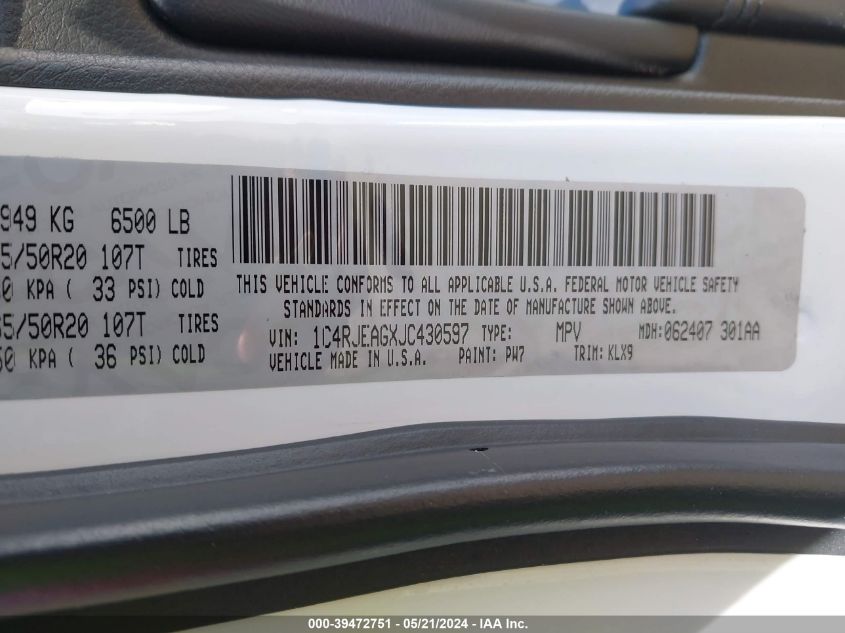 949 KG 6500 LB
5/50R20 107T TIRES
0 KPA ( 33 PSI) COLD
65/50R20 107T TIRES
50 KPA ( 36 PSI) COLD
THIS VEHICLE CONFORMS TO ALL APPLICABLE U.S.A. FEDERAL MOTOR VEHICLE SAFETY
STANDARDS IN EFFECT ON THE DATE OF MANUFACTURE SHOWN ABOVE.
VIN: 1C4RJEAGXJC430597 TYPE: MPV MDH:062407 301AA
VEHICLE MADE IN U.S.A. PAINT: PW7 TRIM: KLX9
000-39472751 - 05/21/2024 - IAA Inc.